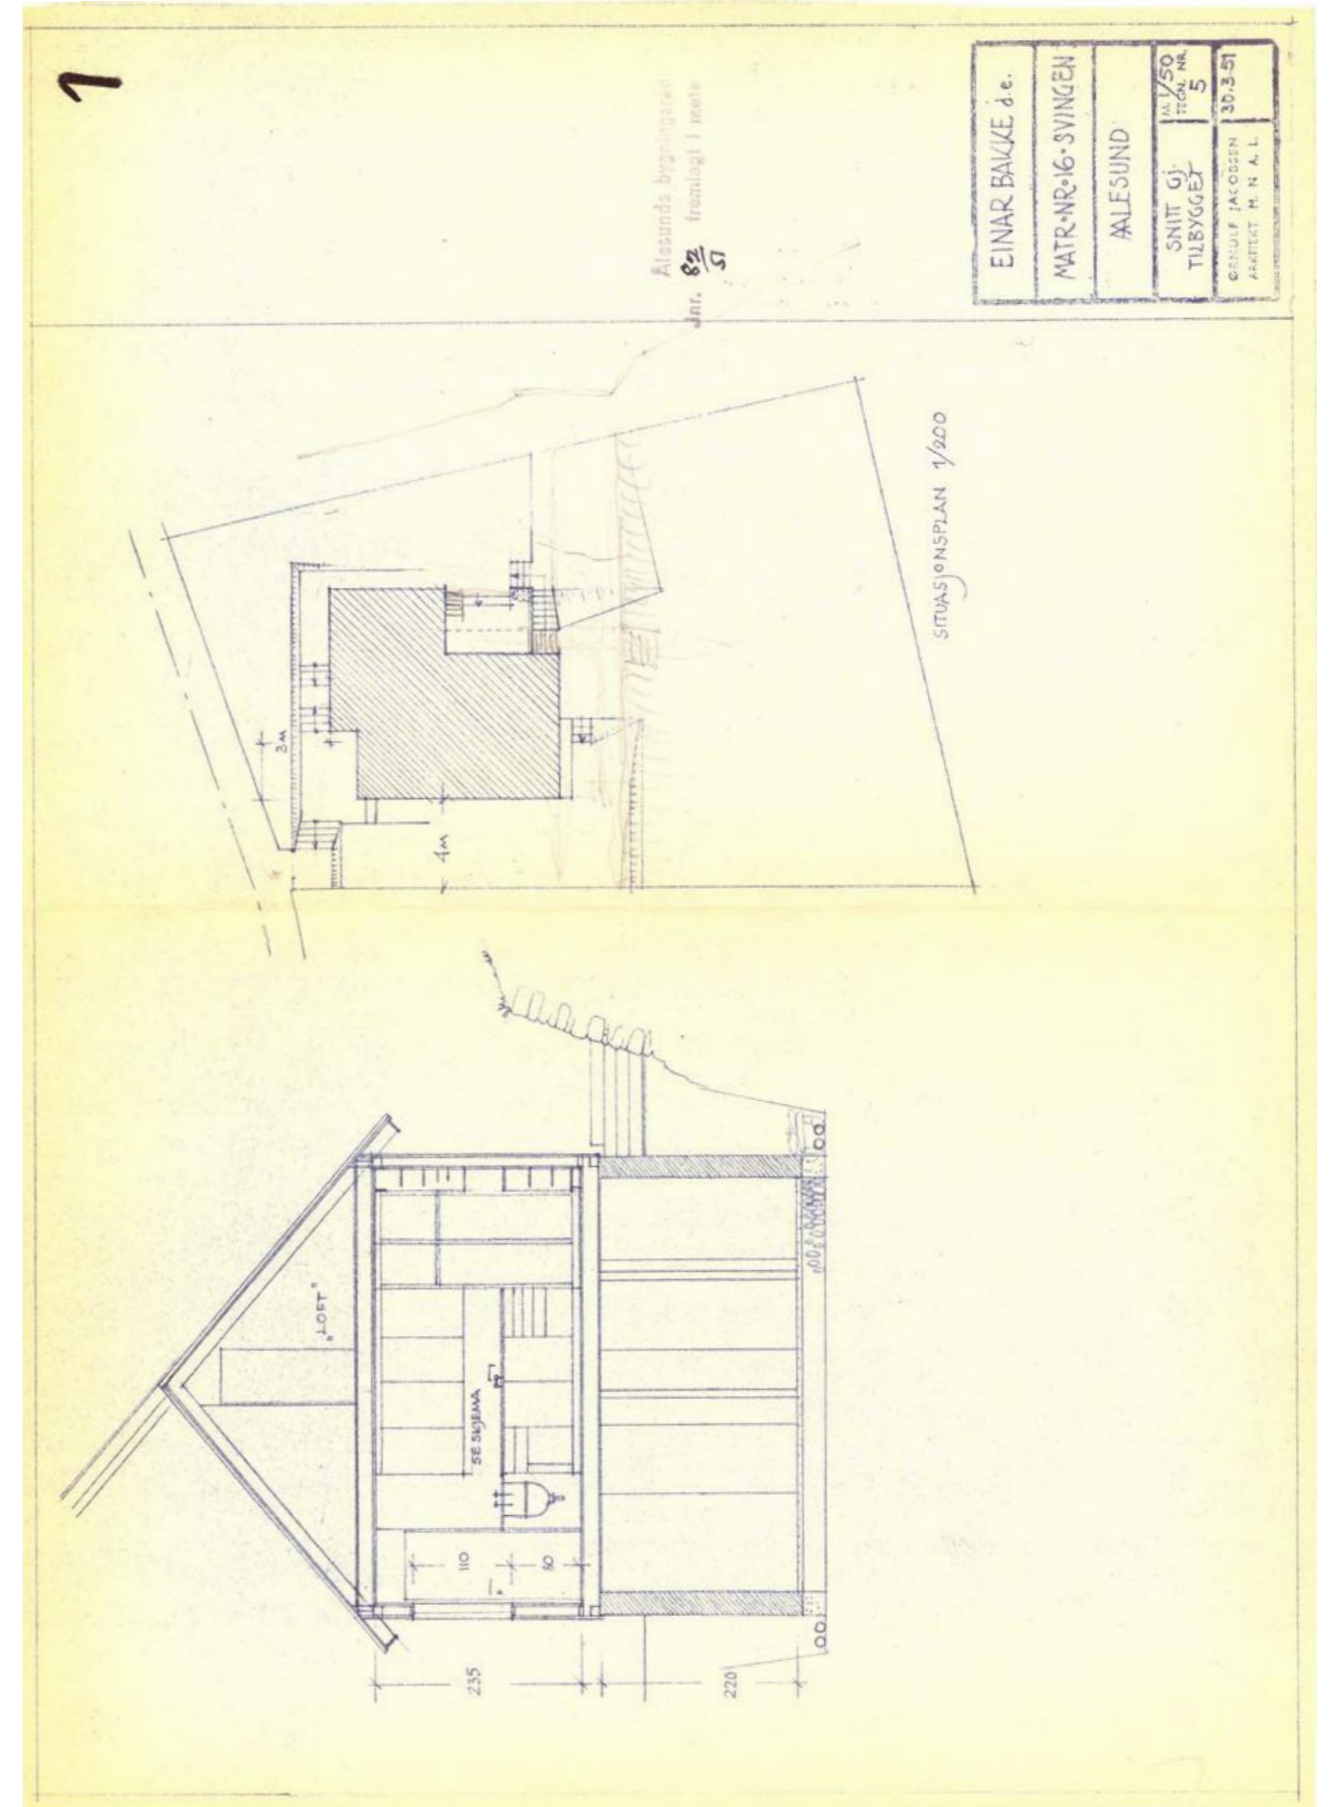 1
Ålesunds bygningsråd
Jnr. 82/51 fremlagt i møte
EINAR BAKKE d.e.
MATR·NR·16·SVINGEN
AALESUND
SNITT Gj.
TILBYGGET
M. 1/50
TEGN. NR.
5
ØRNULF JACOBSEN
ARKITEKT M. N. A. L.
30.3.51
SITUASJONSPLAN 1/200
3M
4M
"LOFT"
SE SKJEMA
110
80
235
220